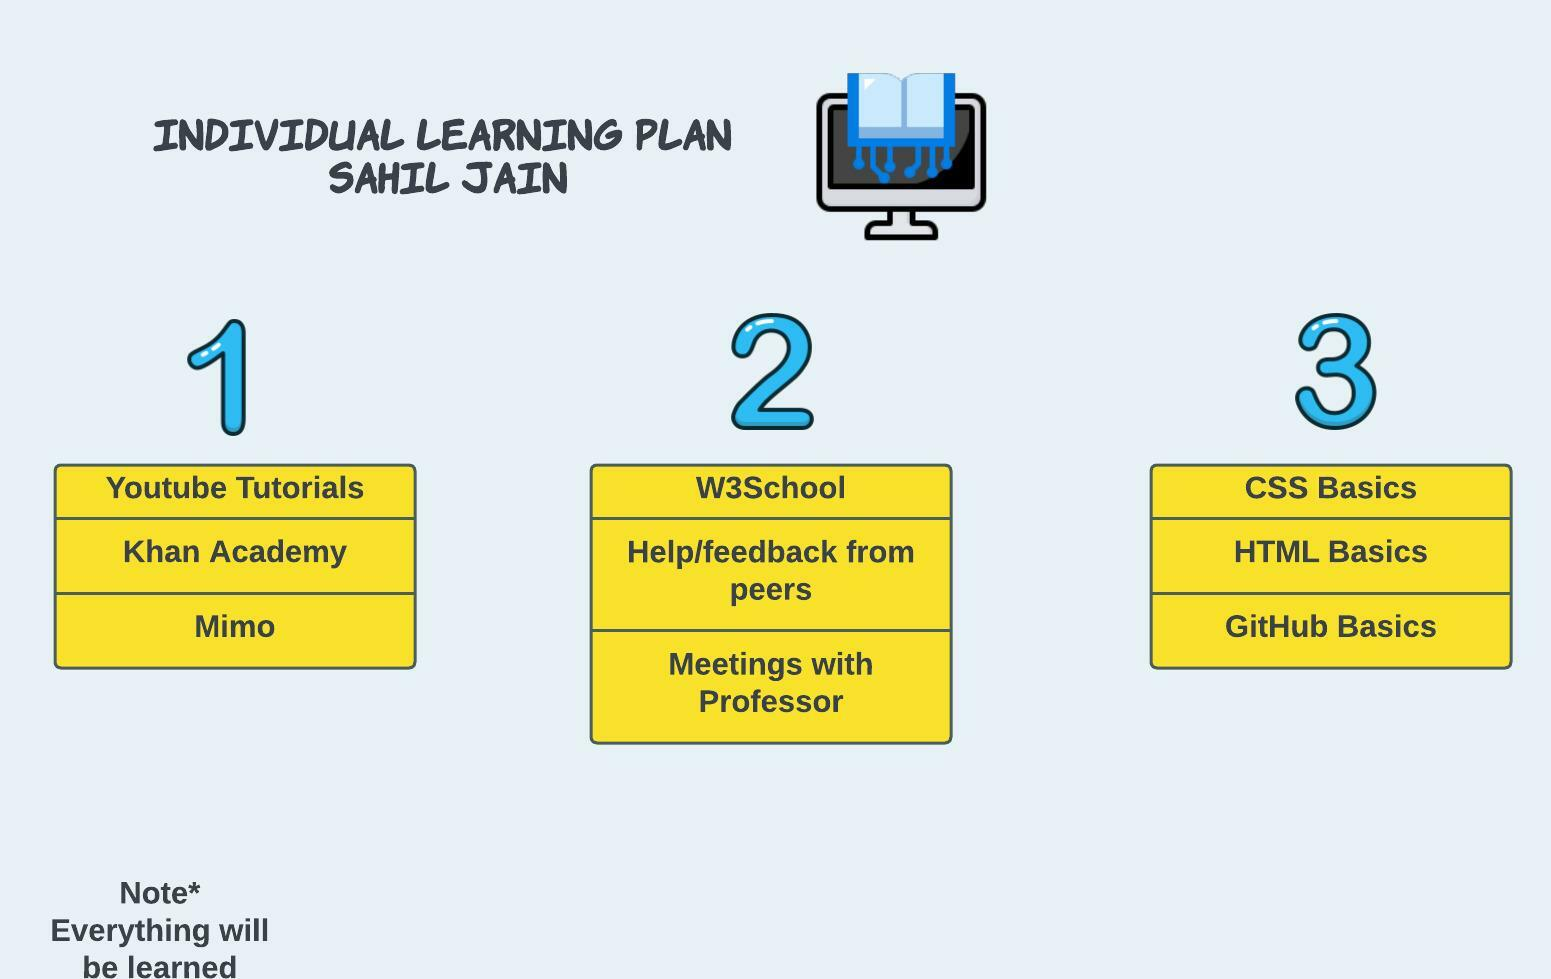 INDIVIDUAL LEARNING PLAN
SAHIL JAIN
1
2
3
Youtube Tutorials
Khan Academy
Mimo
W3School
Help/feedback from
peers
Meetings with
Professor
CSS Basics
HTML Basics
GitHub Basics
Note*
Everything will
be learned